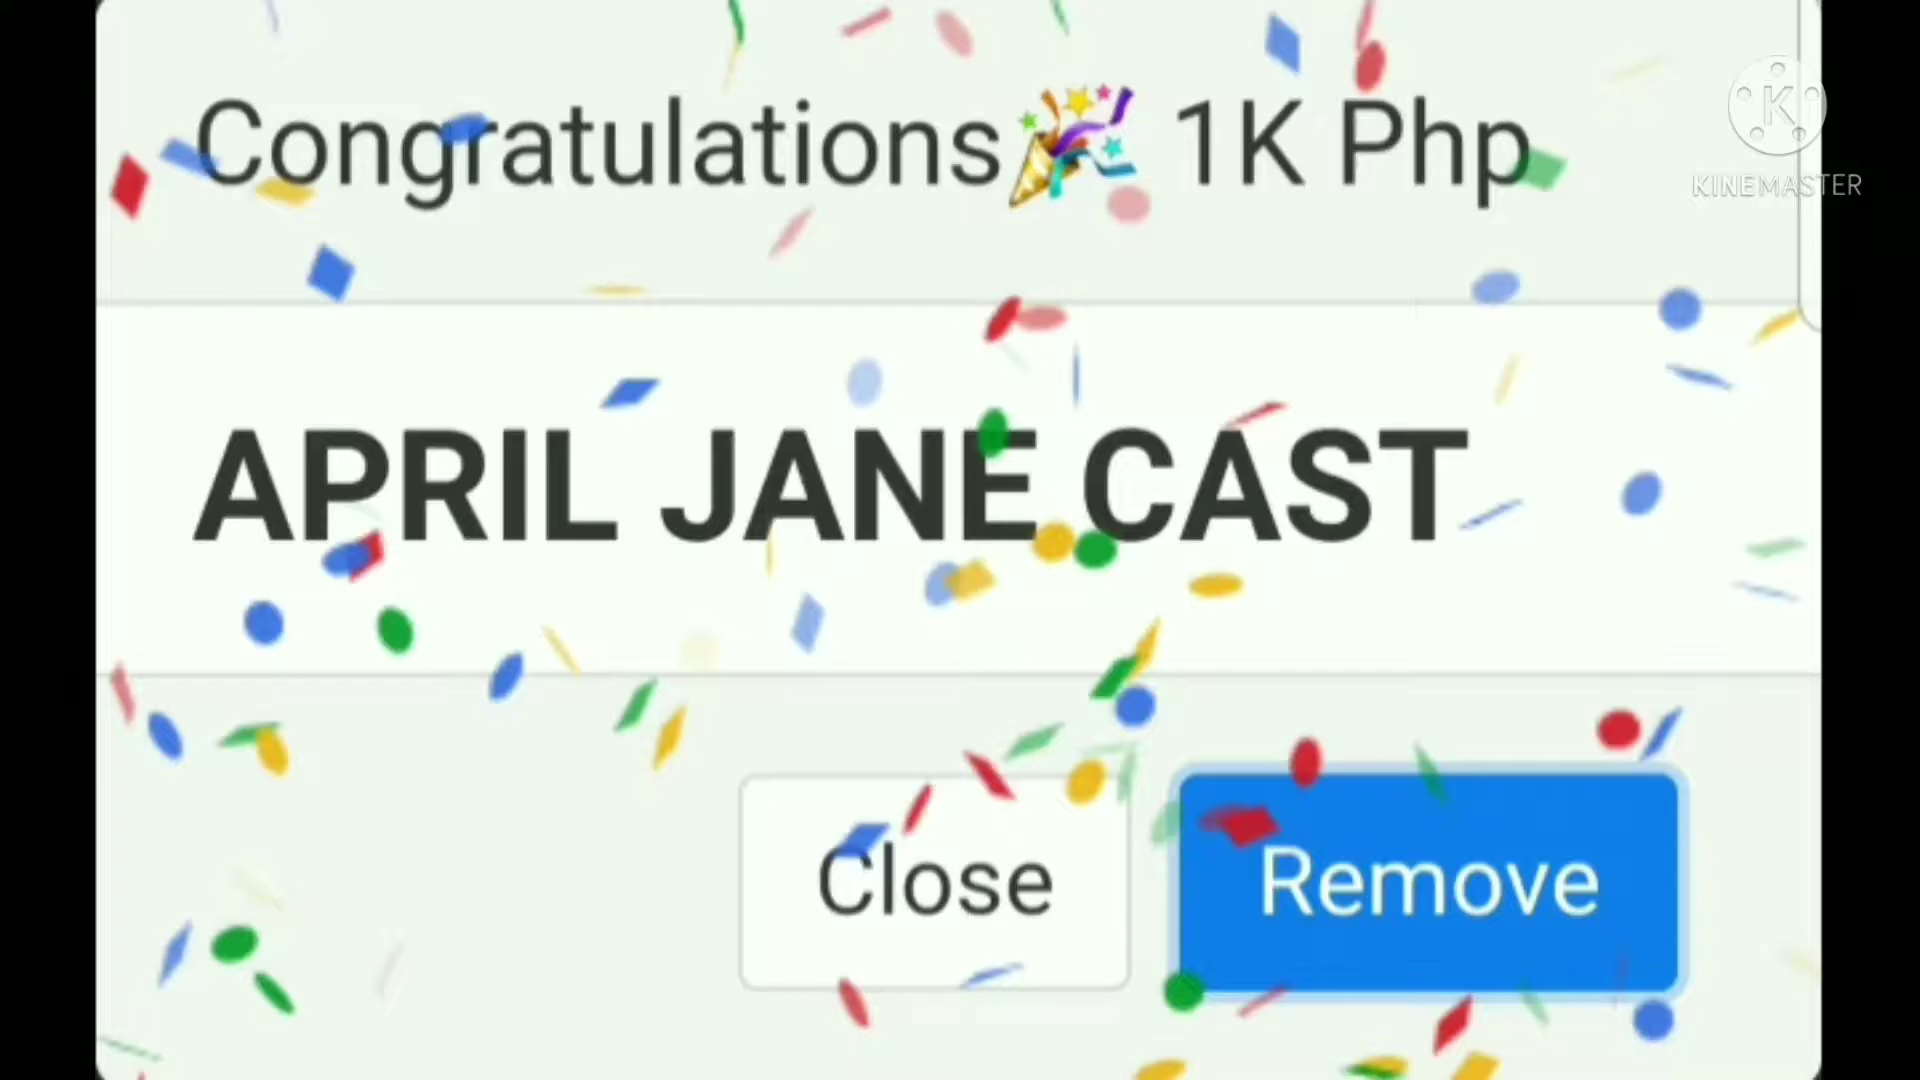 Congratulations🎉 1K Php
KINEMASTER
APRIL JANE CAST
Close
Remove